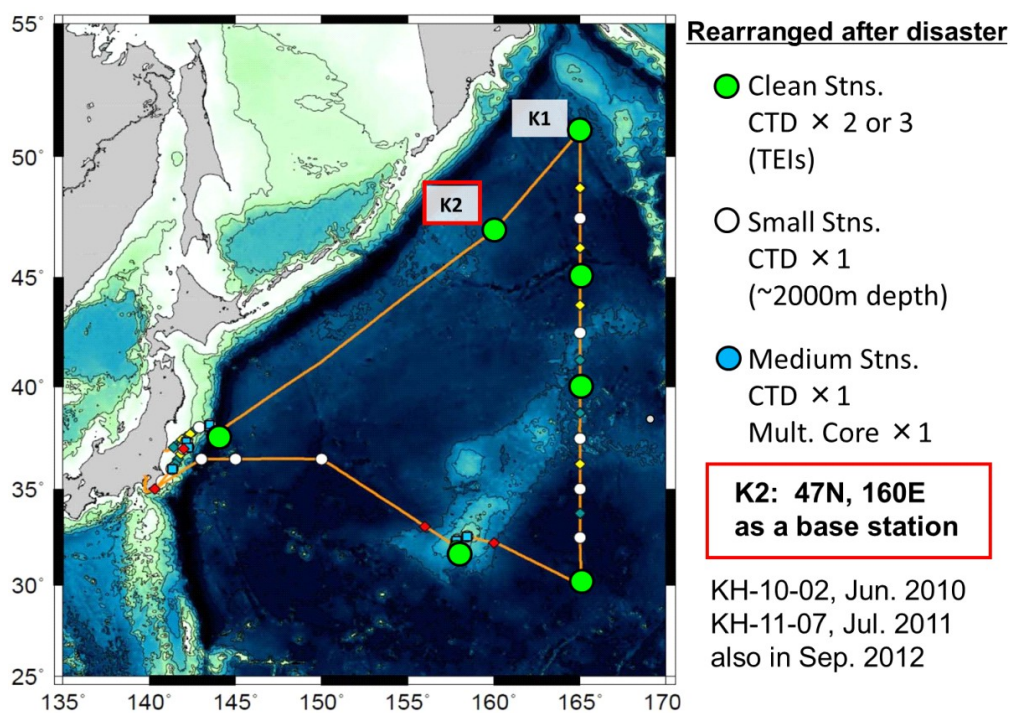 55°
50°
45°
40°
35°
30°
25°
135°
140°
145°
150°
155°
160°
165°
170°
K1
K2
Rearranged after disaster
Clean Stns.
CTD × 2 or 3
(TEIs)
Small Stns.
CTD × 1
(~2000m depth)
Medium Stns.
CTD × 1
Mult. Core × 1
K2: 47N, 160E
as a base station
KH-10-02, Jun. 2010
KH-11-07, Jul. 2011
also in Sep. 2012